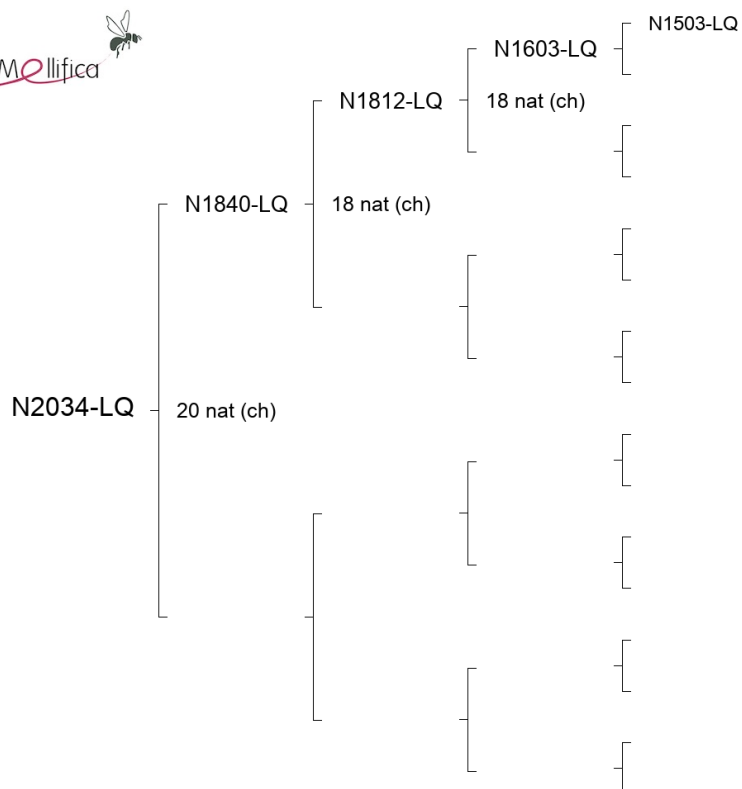 Mellifica
N1503-LQ
N1603-LQ
N1812-LQ
18 nat (ch)
N1840-LQ
18 nat (ch)
N2034-LQ
20 nat (ch)